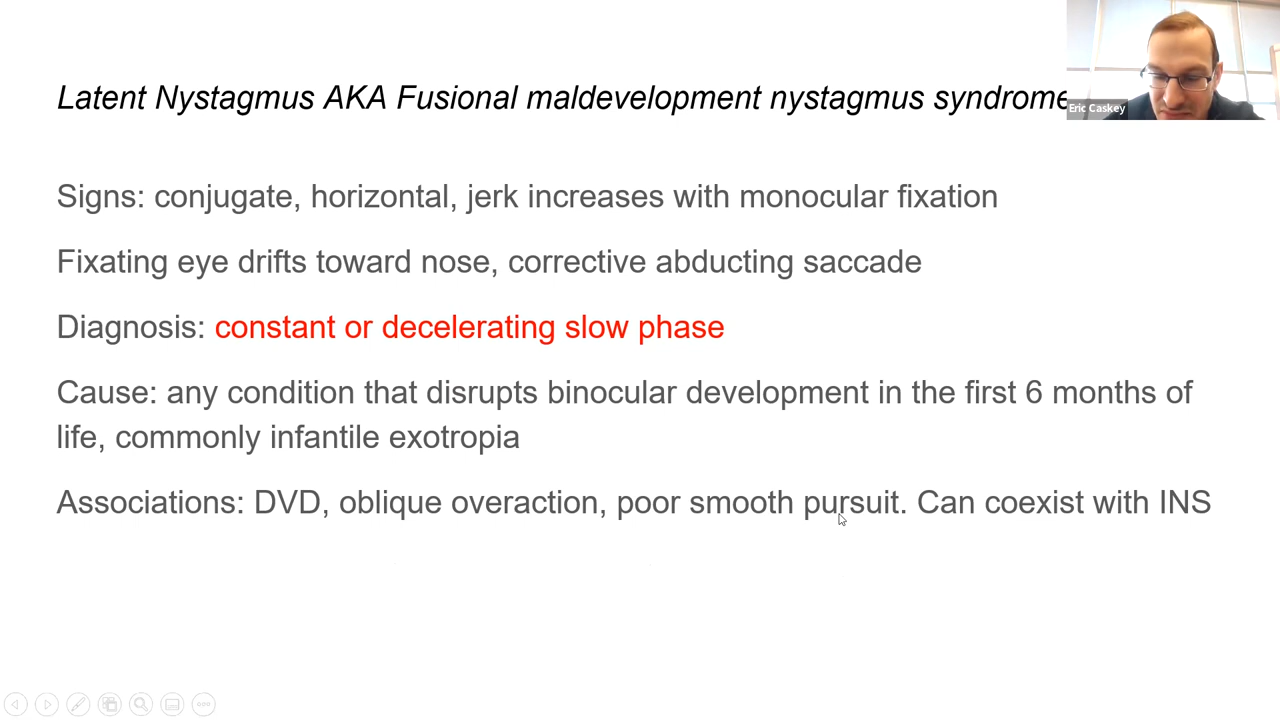 Latent Nystagmus AKA Fusional maldevelopment nystagmus syndrome
Eric Caskey
Signs: conjugate, horizontal, jerk increases with monocular fixation
Fixating eye drifts toward nose, corrective abducting saccade
Diagnosis: constant or decelerating slow phase
Cause: any condition that disrupts binocular development in the first 6 months of
life, commonly infantile exotropia
Associations: DVD, oblique overaction, poor smooth pursuit. Can coexist with INS